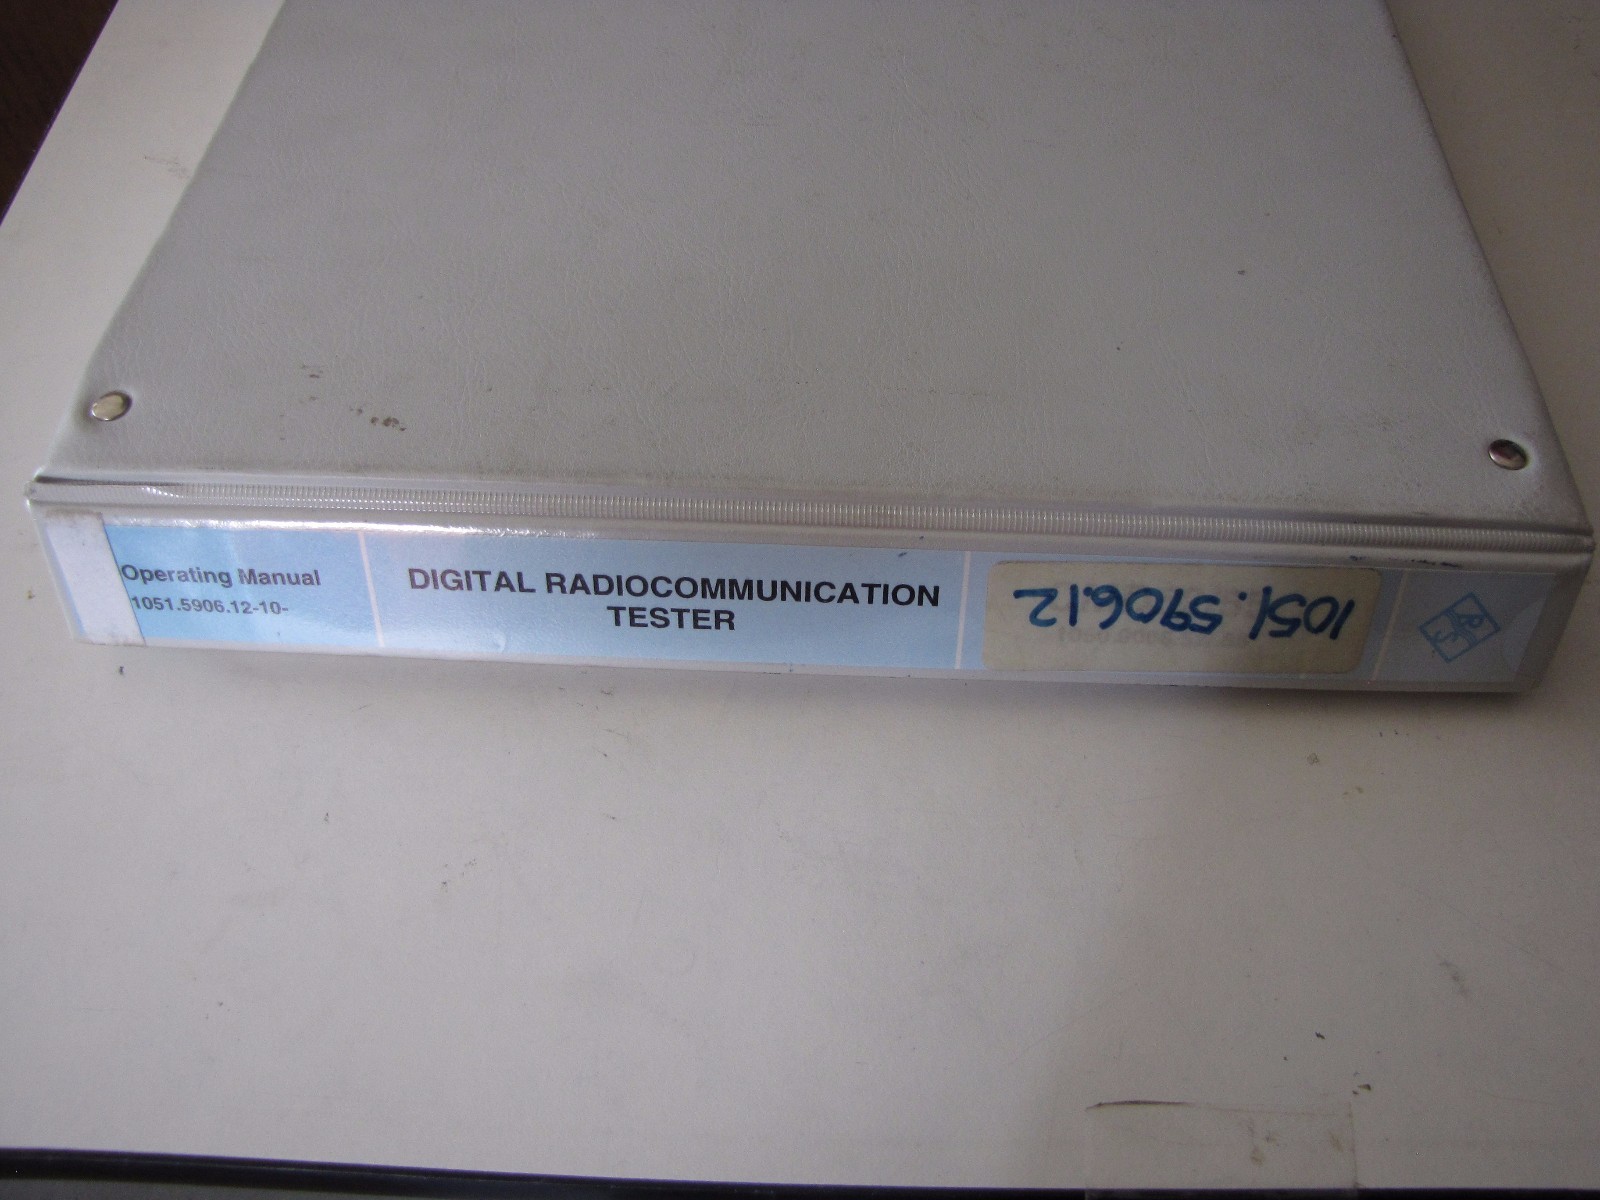 Operating Manual
1051.5906.12-10-
DIGITAL RADIOCOMMUNICATION
TESTER
1051.5906.12